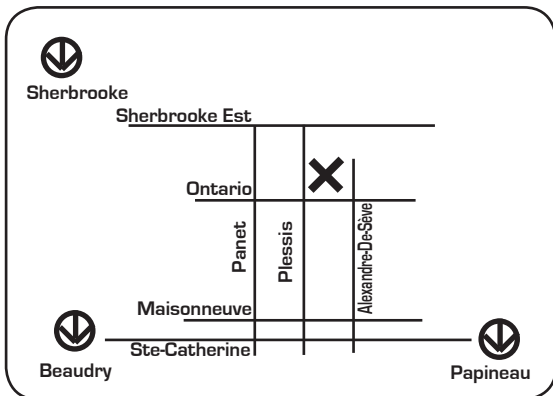 Sherbrooke
Sherbrooke Est
Ontario
Panet
Plessis
Alexandre-De-Sève
Maisonneuve
Ste-Catherine
Beaudry
Papineau